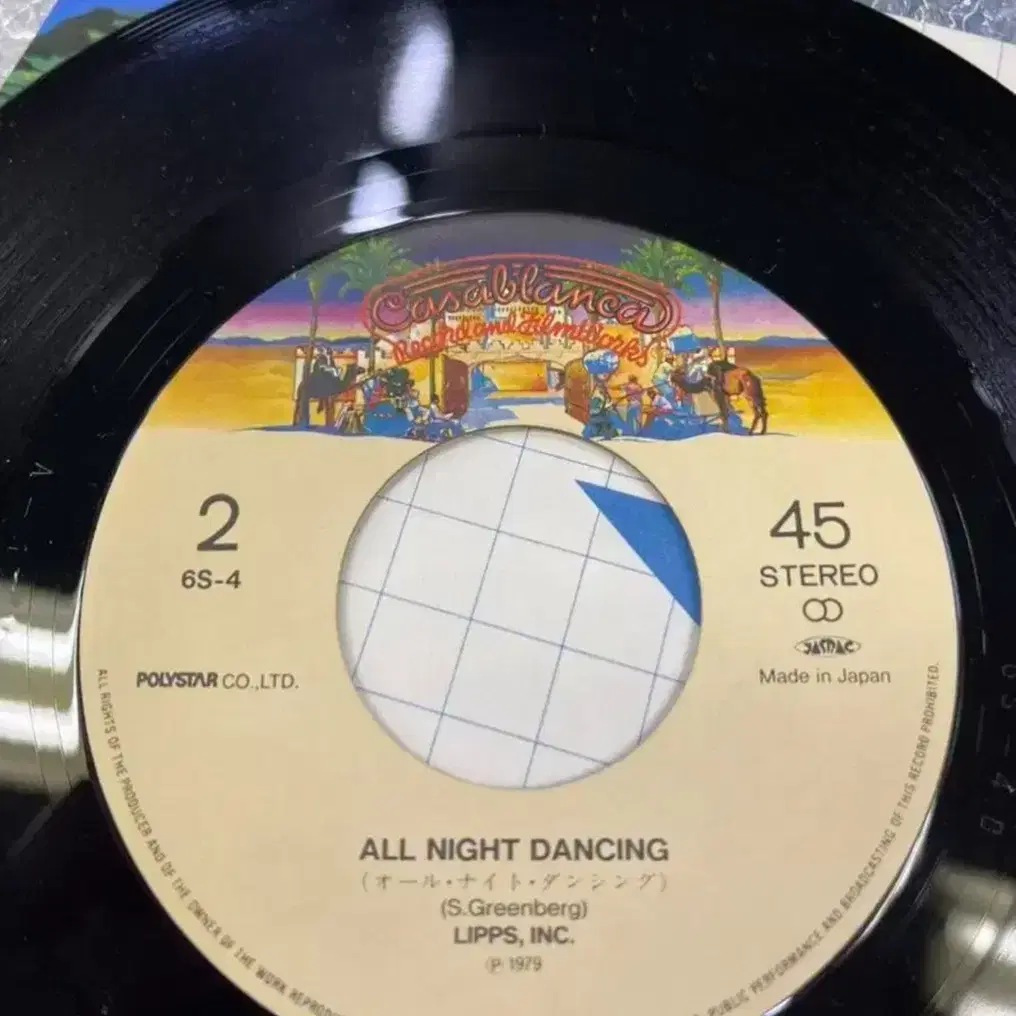 Casablanca
Record and FilmWorks
2
6S-4
45
STEREO
JASRAC
POLYSTAR CO.,LTD.
Made in Japan
ALL NIGHT DANCING
(オール・ナイト・ダンシング)
(S.Greenberg)
LIPPS, INC.
Ⓟ 1979
ALL RIGHTS OF THE PRODUCER AND OF THE OWNER OF THE WORK
PUBLIC PERFORMANCE AND BROADCASTING OF THIS RECORD PROHIBITED.